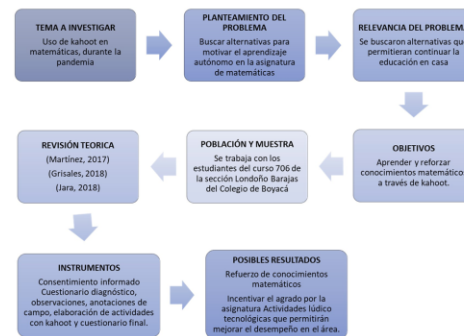 TEMA A INVESTIGAR
Uso de kahoot en
matemáticas, durante la
pandemia
PLANTEAMIENTO DEL
PROBLEMA
Buscar alternativas para
motivar el aprendizaje
autónomo en la asignatura
de matemáticas
RELEVANCIA DEL PROBLEMA
Se buscaron alternativas que
permitieran continuar la
educación en casa
OBJETIVOS
Aprender y reforzar
conocimientos matemáticos
a través de kahoot.
POBLACIÓN Y MUESTRA
Se trabaja con los
estudiantes del curso 706 de
la sección Londoño Barajas
del Colegio de Boyacá
REVISIÓN TEORICA
(Martínez, 2017)
(Grisales, 2018)
(Jara, 2018)
INSTRUMENTOS
Consentimiento informado
Cuestionario diagnóstico,
observaciones, anotaciones de
campo, elaboración de actividades
con kahoot y cuestionario final.
POSIBLES RESULTADOS
Refuerzo de conocimientos
matemáticos
Incentivar el agrado por la
asignatura Actividades lúdico
tecnológicas que permitirán
mejorar el desempeño en el área.